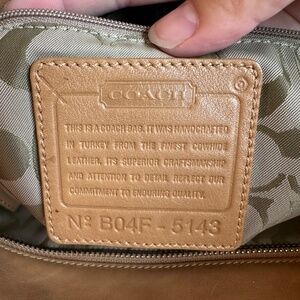 COACH
THIS IS A COACH BAG. IT WAS HANDCRAFTED
IN TURKEY FROM THE FINEST COWHIDE
LEATHER, ITS SUPERIOR CRAFTSMANSHIP
AND ATTENTION TO DETAIL REFLECT OUR
COMMITMENT TO ENDURING QUALITY.
Nº B04F - 5143